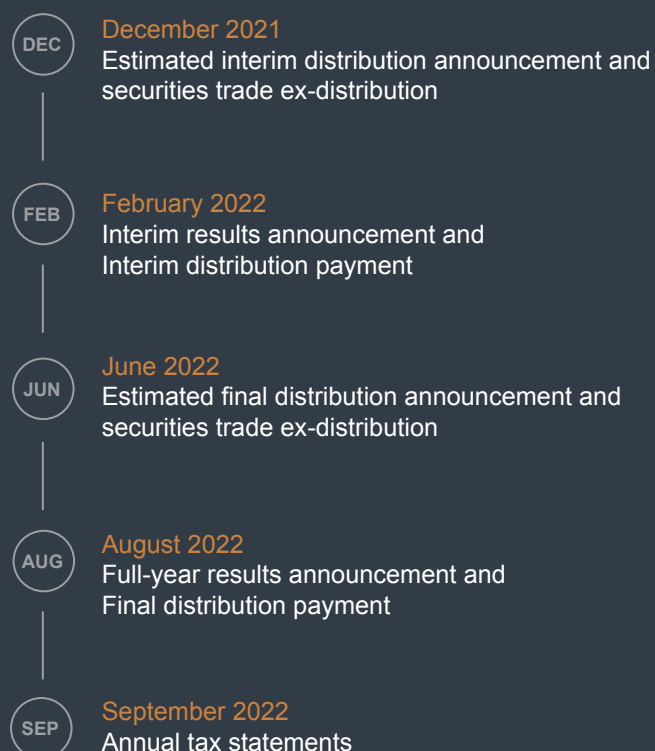 DEC
December 2021
Estimated interim distribution announcement and
securities trade ex-distribution
FEB
February 2022
Interim results announcement and
Interim distribution payment
JUN
June 2022
Estimated final distribution announcement and
securities trade ex-distribution
AUG
August 2022
Full-year results announcement and
Final distribution payment
SEP
September 2022
Annual tax statements